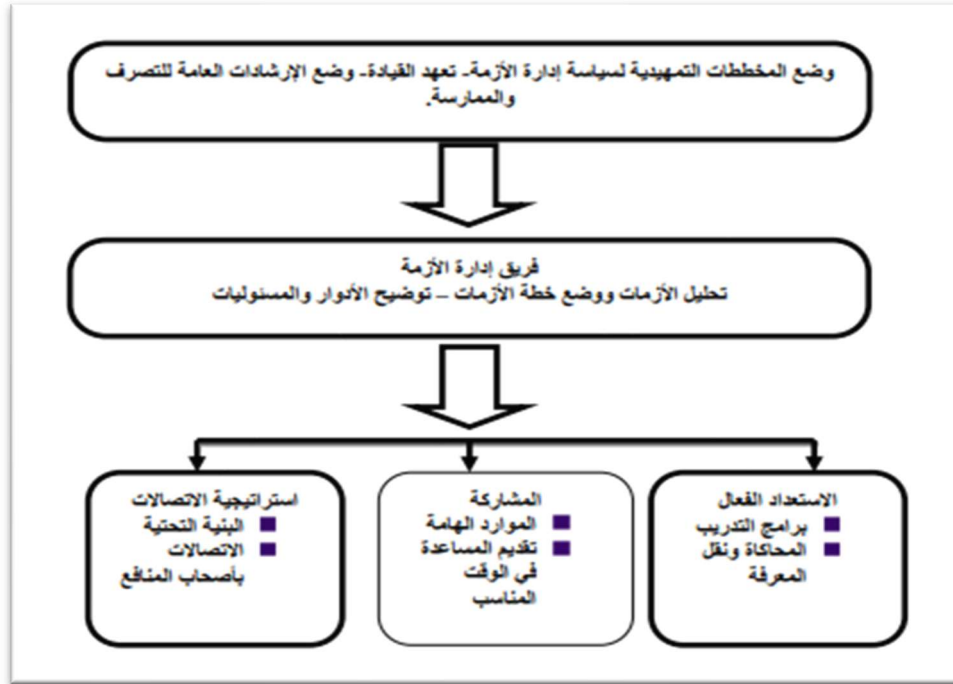 وضع المخططات التمهيدية لسياسة إدارة الأزمة- تعهد القيادة- وضع الإرشادات العامة للتصرف
والممارسة.
فريق إدارة الأزمة
تحليل الأزمات ووضع خطة الأزمات – توضيح الأدوار والمسئوليات
الاستعداد الفعال
برامج التدريب
المحاكاة ونقل
المعرفة
المشاركة
الموارد الهامة
تقديم المساعدة
في الوقت
المناسب
استراتيجية الاتصالات
البنية التحتية
الاتصالات
بأصحاب المنافع